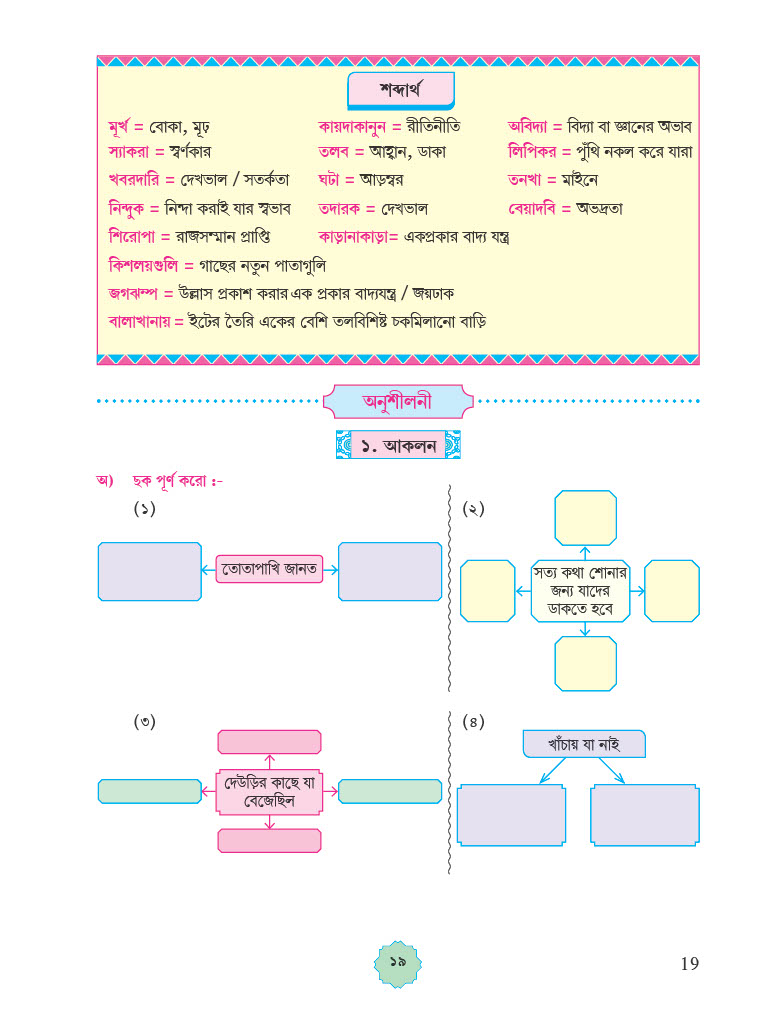 শব্দার্থ
মূর্খ = বোকা, মূঢ় কায়দাকানুন = রীতিনীতি অবিদ্যা = বিদ্যা বা জ্ঞানের অভাব
স্যাকরা = স্বর্ণকার তলব = আহ্বান, ডাকা লিপিকর = পুঁথি নকল করে যারা
খবরদারি = দেখভাল / সতর্কতা ঘটা = আড়ম্বর তনখা = মাইনে
নিন্দুক = নিন্দা করাই যার স্বভাব তদারক = দেখভাল বেয়াদবি = অভদ্রতা
শিরোপা = রাজসম্মান প্রাপ্তি কাড়ানাকাড়া= একপ্রকার বাদ্য যন্ত্র
কিশলয়গুলি = গাছের নতুন পাতাগুলি
জগঝম্প = উল্লাস প্রকাশ করার এক প্রকার বাদ্যযন্ত্র / জয়ঢাক
বালাখানায় = ইটের তৈরি একের বেশি তলবিশিষ্ট চকমিলানো বাড়ি
অনুশীলনী
১. আকলন
অ) ছক পূর্ণ করো :-
(১) (২)
তোতাপাখি জানত
সত্য কথা শোনার
জন্য যাদের
ডাকতে হবে
(৩) (৪)
দেউড়ির কাছে যা
বেজেছিল
খাঁচায় যা নাই
১৯ 19